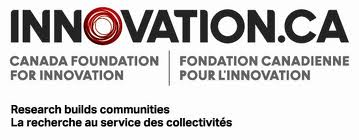 INNOVATION.CA
CANADA FOUNDATION FOR INNOVATION
FONDATION CANADIENNE POUR L'INNOVATION
Research builds communities
La recherche au service des collectivités